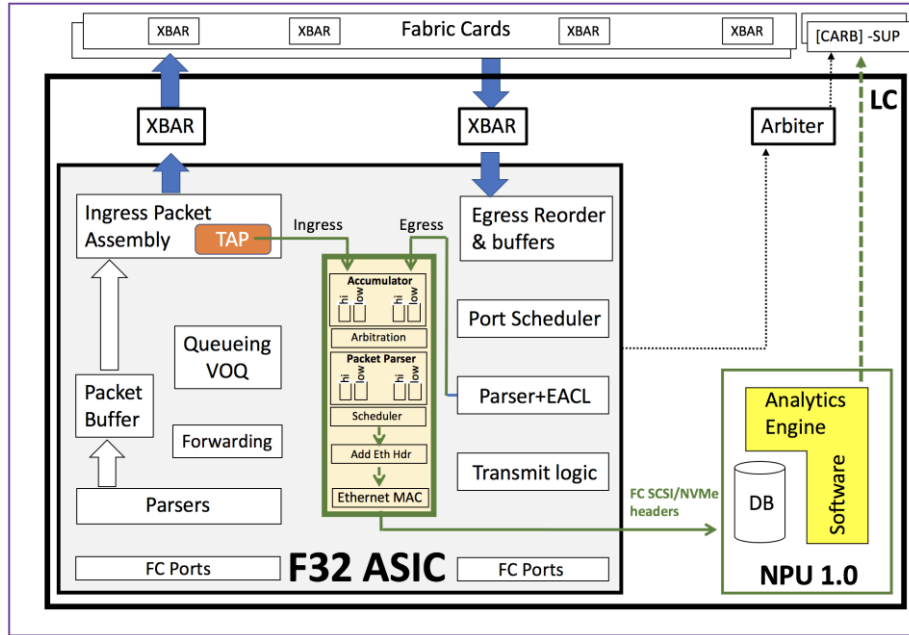 Fabric Cards
XBAR
XBAR
XBAR
XBAR
[CARB] -SUP
LC
XBAR
XBAR
Arbiter
Ingress Packet
Assembly
TAP
Ingress
Egress
Egress Reorder
& buffers
Accumulator
hi
low
hi
low
Arbitration
Packet Parser
hi
low
hi
low
Scheduler
Add Eth Hdr
Ethernet MAC
Queueing
VOQ
Packet
Buffer
Forwarding
Parsers
FC Ports
Port Scheduler
Parser+EACL
Transmit logic
FC Ports
F32 ASIC
FC SCSI/NVMe
headers
Analytics
Engine
Software
DB
NPU 1.0